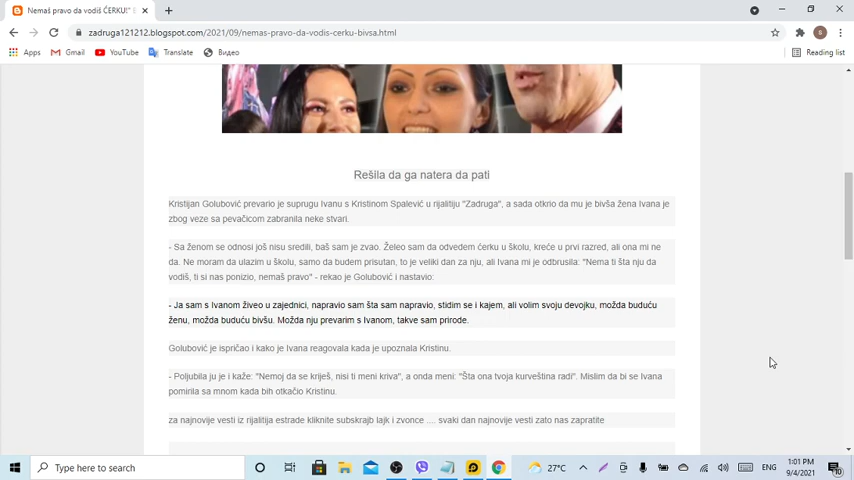 Nemaš pravo da vodiš ĆERKU!"
zadruga121212.blogspot.com/2021/09/nemas-pravo-da-vodis-cerku-bivsa.html
Apps Gmail YouTube Translate Видео Reading list
Rešila da ga natera da pati
Kristijan Golubović prevario je suprugu Ivanu s Kristinom Spalević u rijalitiju "Zadruga", a sada otkrio da mu je bivša žena Ivana je
zbog veze sa pevačicom zabranila neke stvari.
- Sa ženom se odnosi još nisu sredili, baš sam je zvao. Želeo sam da odvedem ćerku u školu, kreće u prvi razred, ali ona mi ne
da. Ne moram da ulazim u školu, samo da budem prisutan, to je veliki dan za nju, ali Ivana mi je odbrusila: "Nema ti šta nju da
vodiš, ti si nas ponizio, nemaš pravo" - rekao je Golubović i nastavio:
- Ja sam s Ivanom živeo u zajednici, napravio sam šta sam napravio, stidim se i kajem, ali volim svoju devojku, možda buduću
ženu, možda buduću bivšu. Možda nju prevarim s Ivanom, takve sam prirode.
Golubović je ispričao i kako je Ivana reagovala kada je upoznala Kristinu.
- Poljubila ju je i kaže: "Nemoj da se kriješ, nisi ti meni kriva", a onda meni: "Šta ona tvoja kurveština radi". Mislim da bi se Ivana
pomirila sa mnom kada bih otkačio Kristinu.
za najnovije vesti iz rijalitija estrade kliknite subskrajb lajk i zvonce .... svaki dan najnovije vesti zato nas zapratite
Type here to search
27°C
ENG
1:01 PM
9/4/2021
10